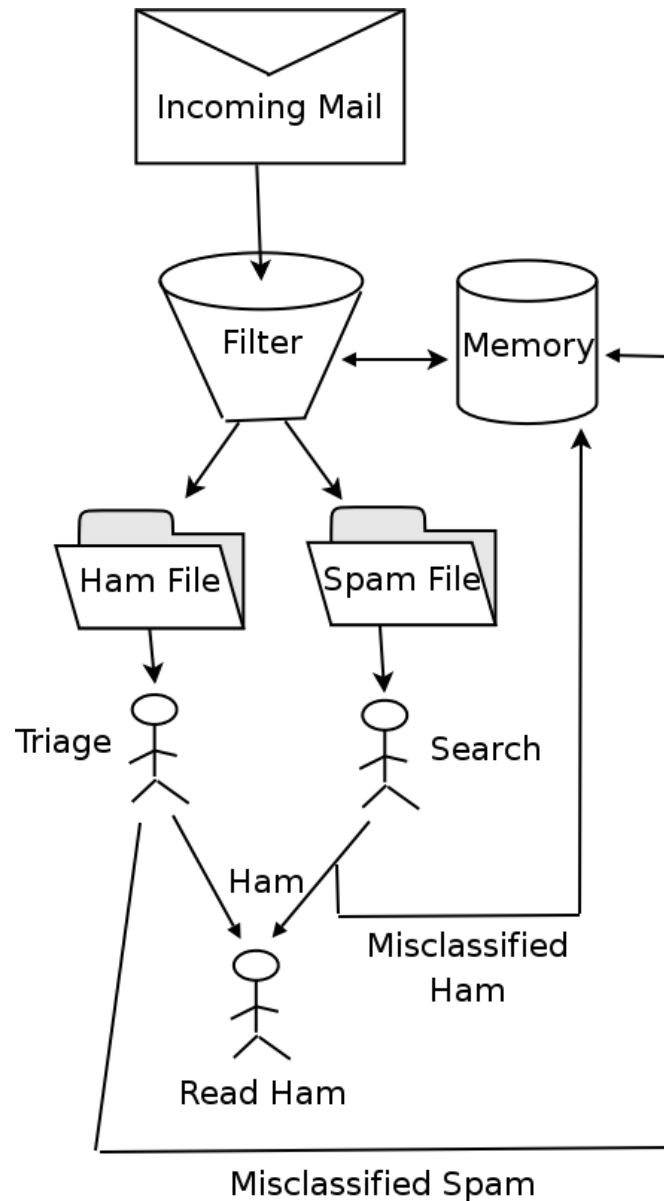 Incoming Mail
Filter
Memory
Ham File
Spam File
Triage
Search
Ham
Misclassified
Ham
Read Ham
Misclassified Spam